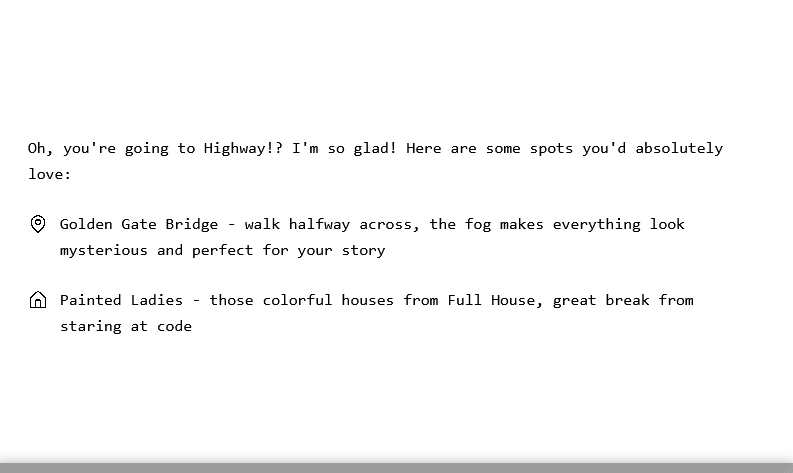 Oh, you're going to Highway!? I'm so glad! Here are some spots you'd absolutely
love:
Golden Gate Bridge - walk halfway across, the fog makes everything look
mysterious and perfect for your story
Painted Ladies - those colorful houses from Full House, great break from
staring at code